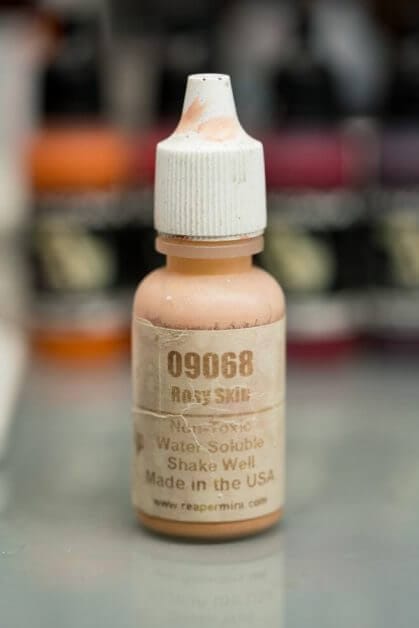 09068
Rosy Skin
Non-Toxic
Water Soluble
Shake Well
Made in the USA
www.reapermini.com